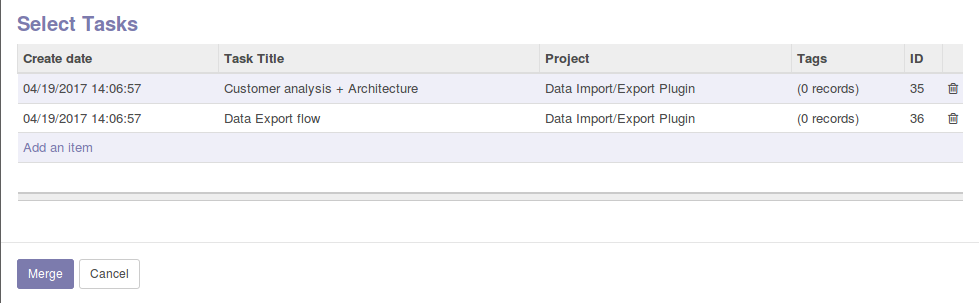 Select Tasks
Create date Task Title Project Tags ID
04/19/2017 14:06:57 Customer analysis + Architecture Data Import/Export Plugin (0 records) 35
04/19/2017 14:06:57 Data Export flow Data Import/Export Plugin (0 records) 36
Add an item
Merge Cancel